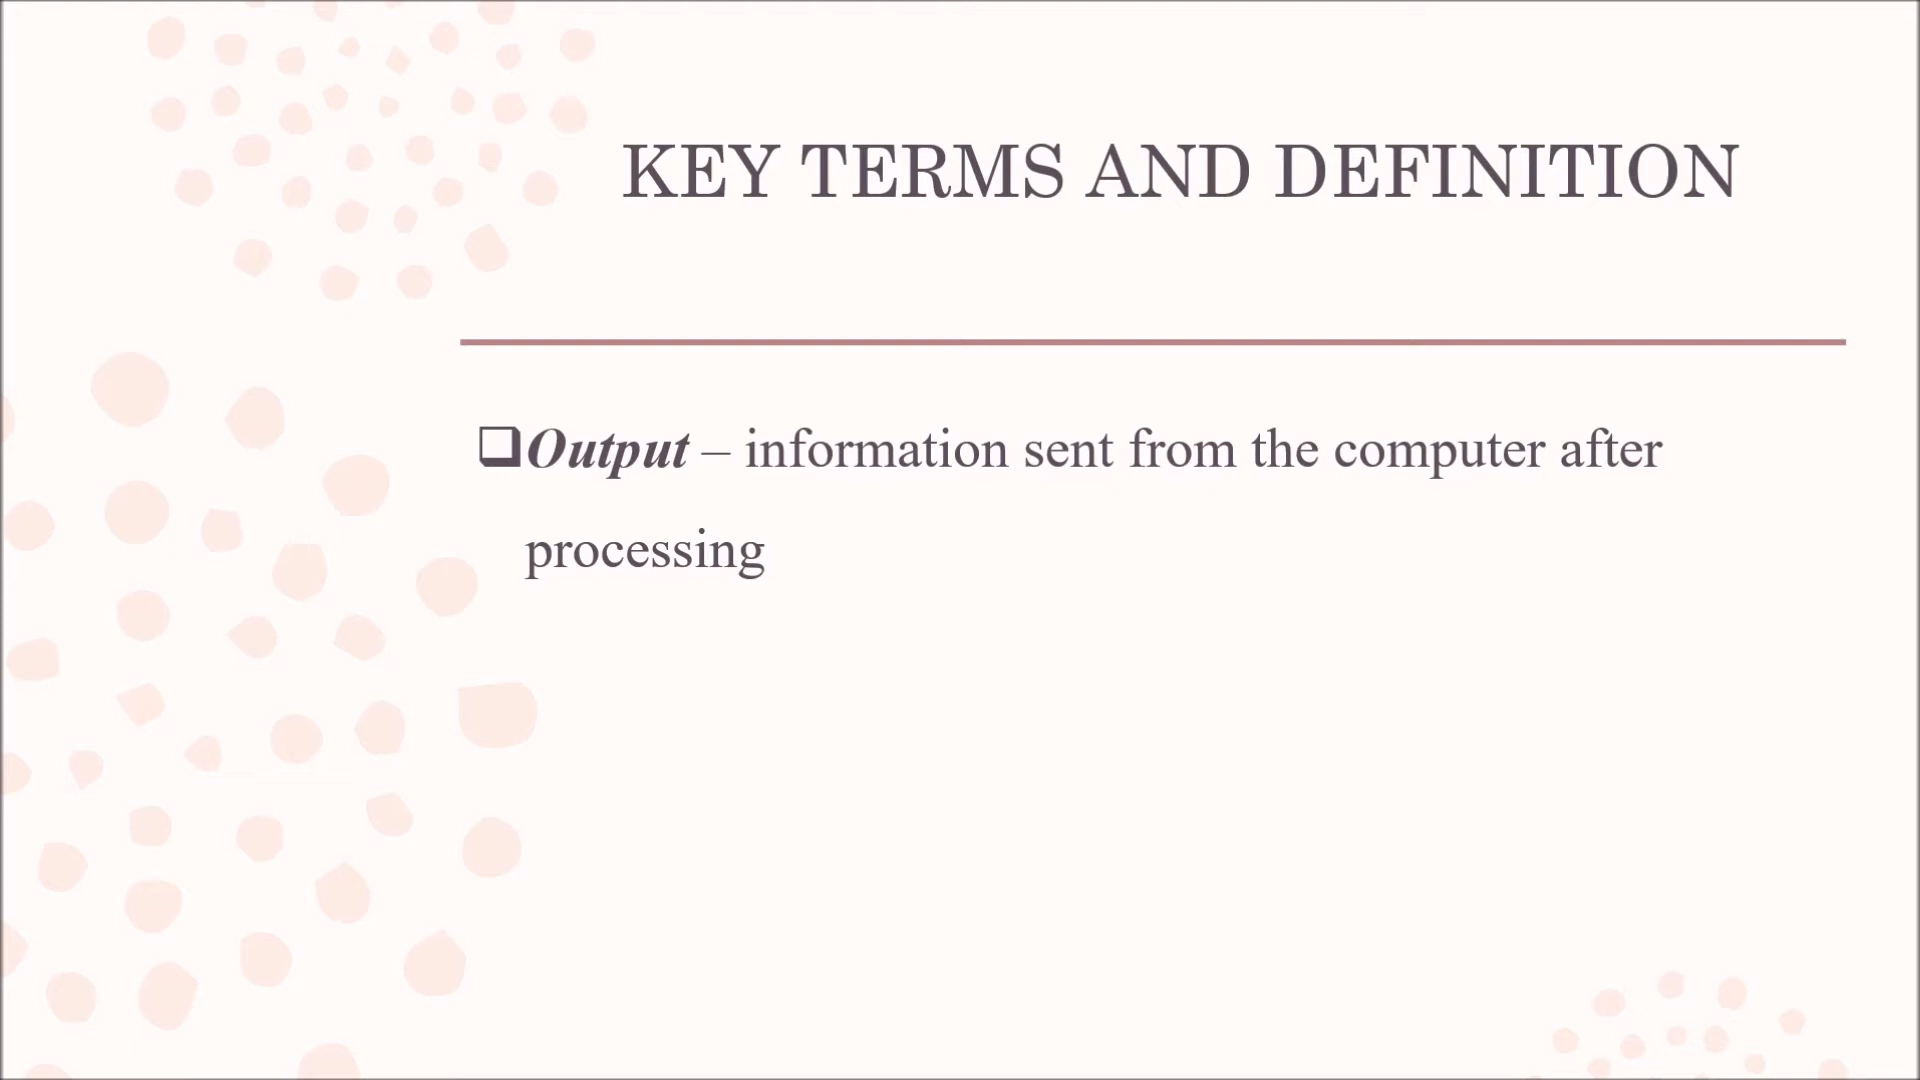 KEY TERMS AND DEFINITION
❑Output – information sent from the computer after
processing